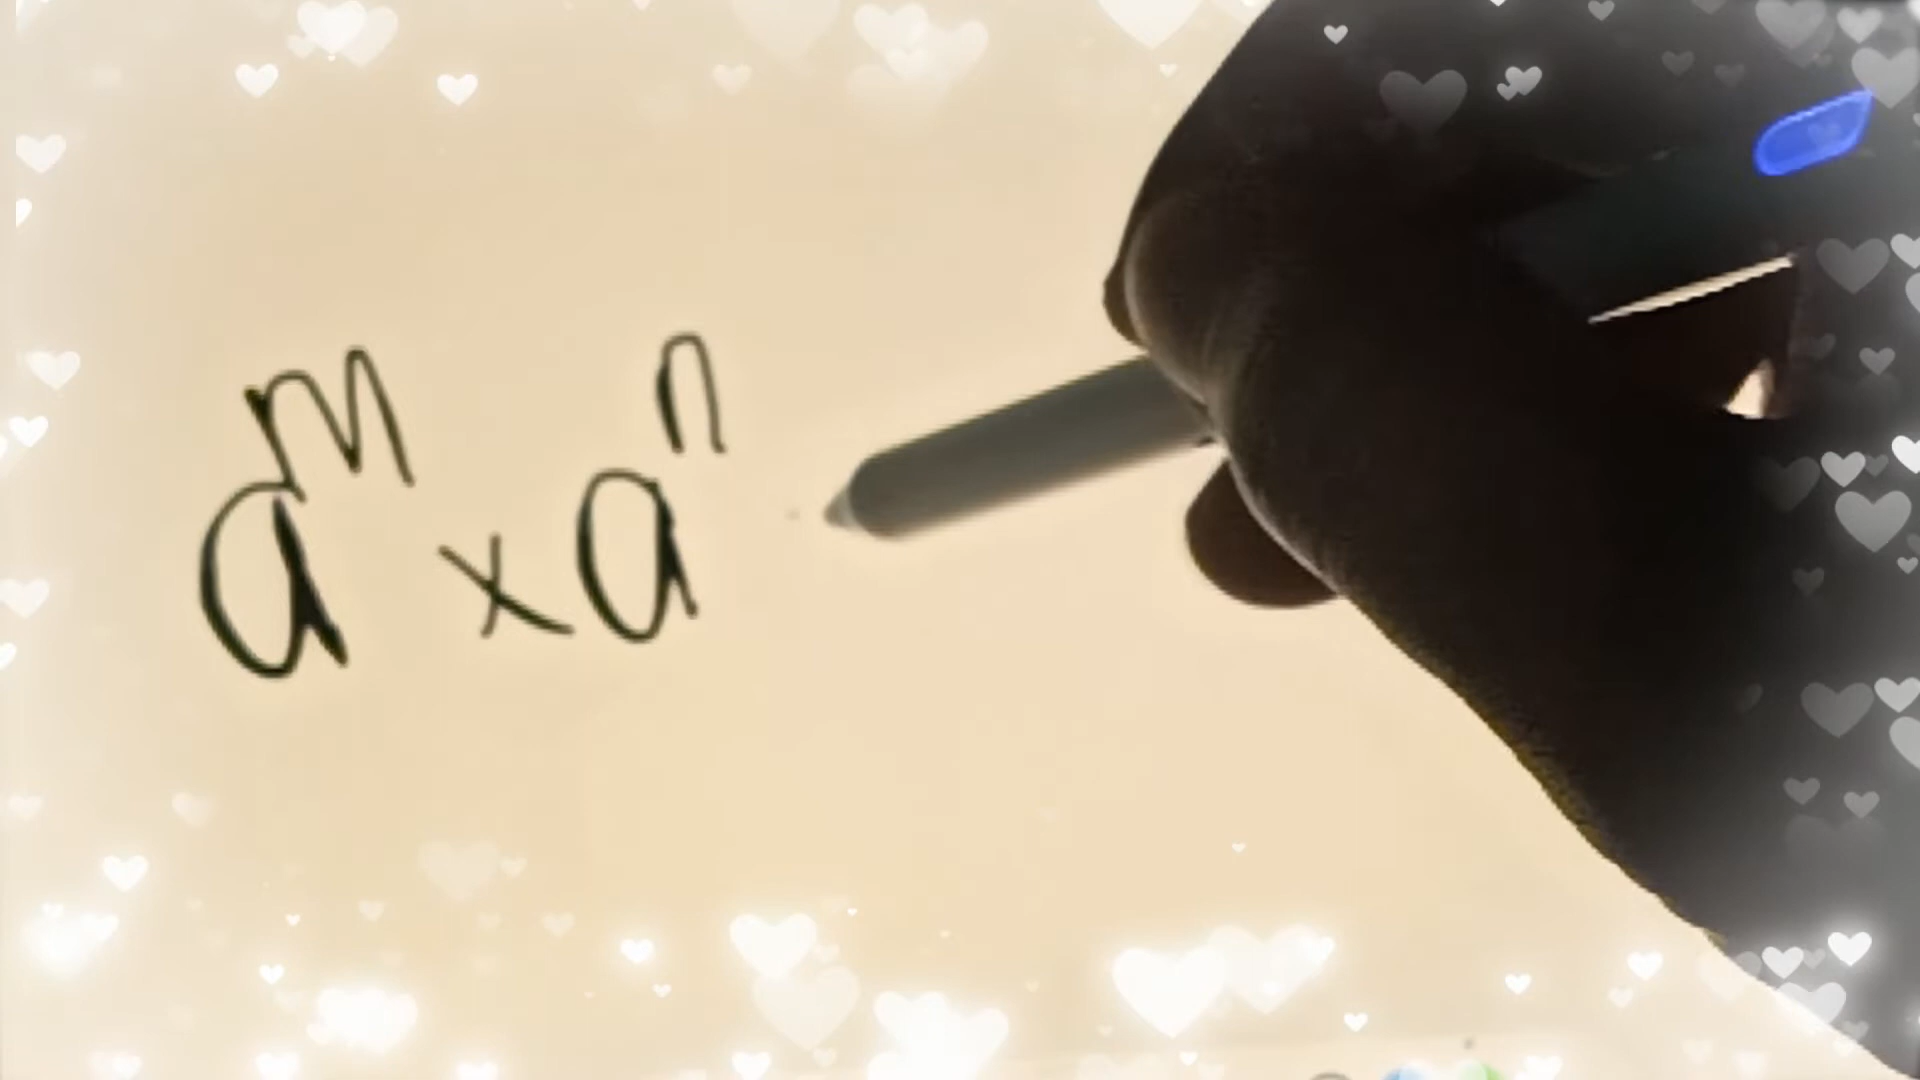 aᵐ × aⁿ